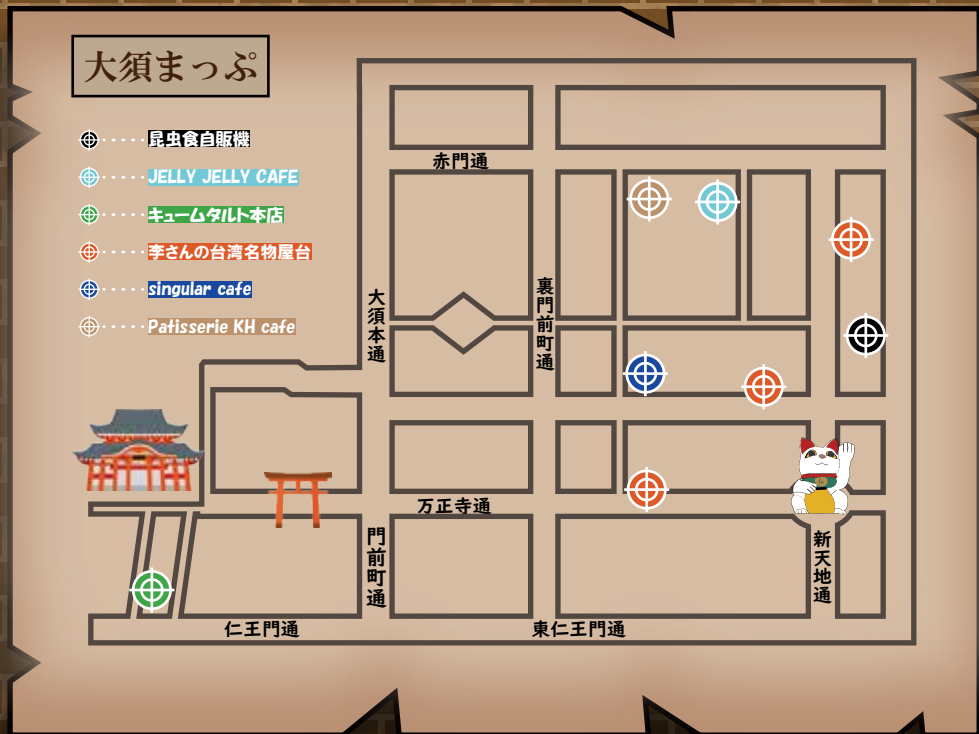 大須まっぷ
昆虫食自販機
JELLY JELLY CAFE
キュームタルト本店
李さんの台湾名物屋台
singular cafe
Patisserie KH cafe
赤門通
大須本通
裏門前町通
万正寺通
門前町通
新天地通
仁王門通
東仁王門通